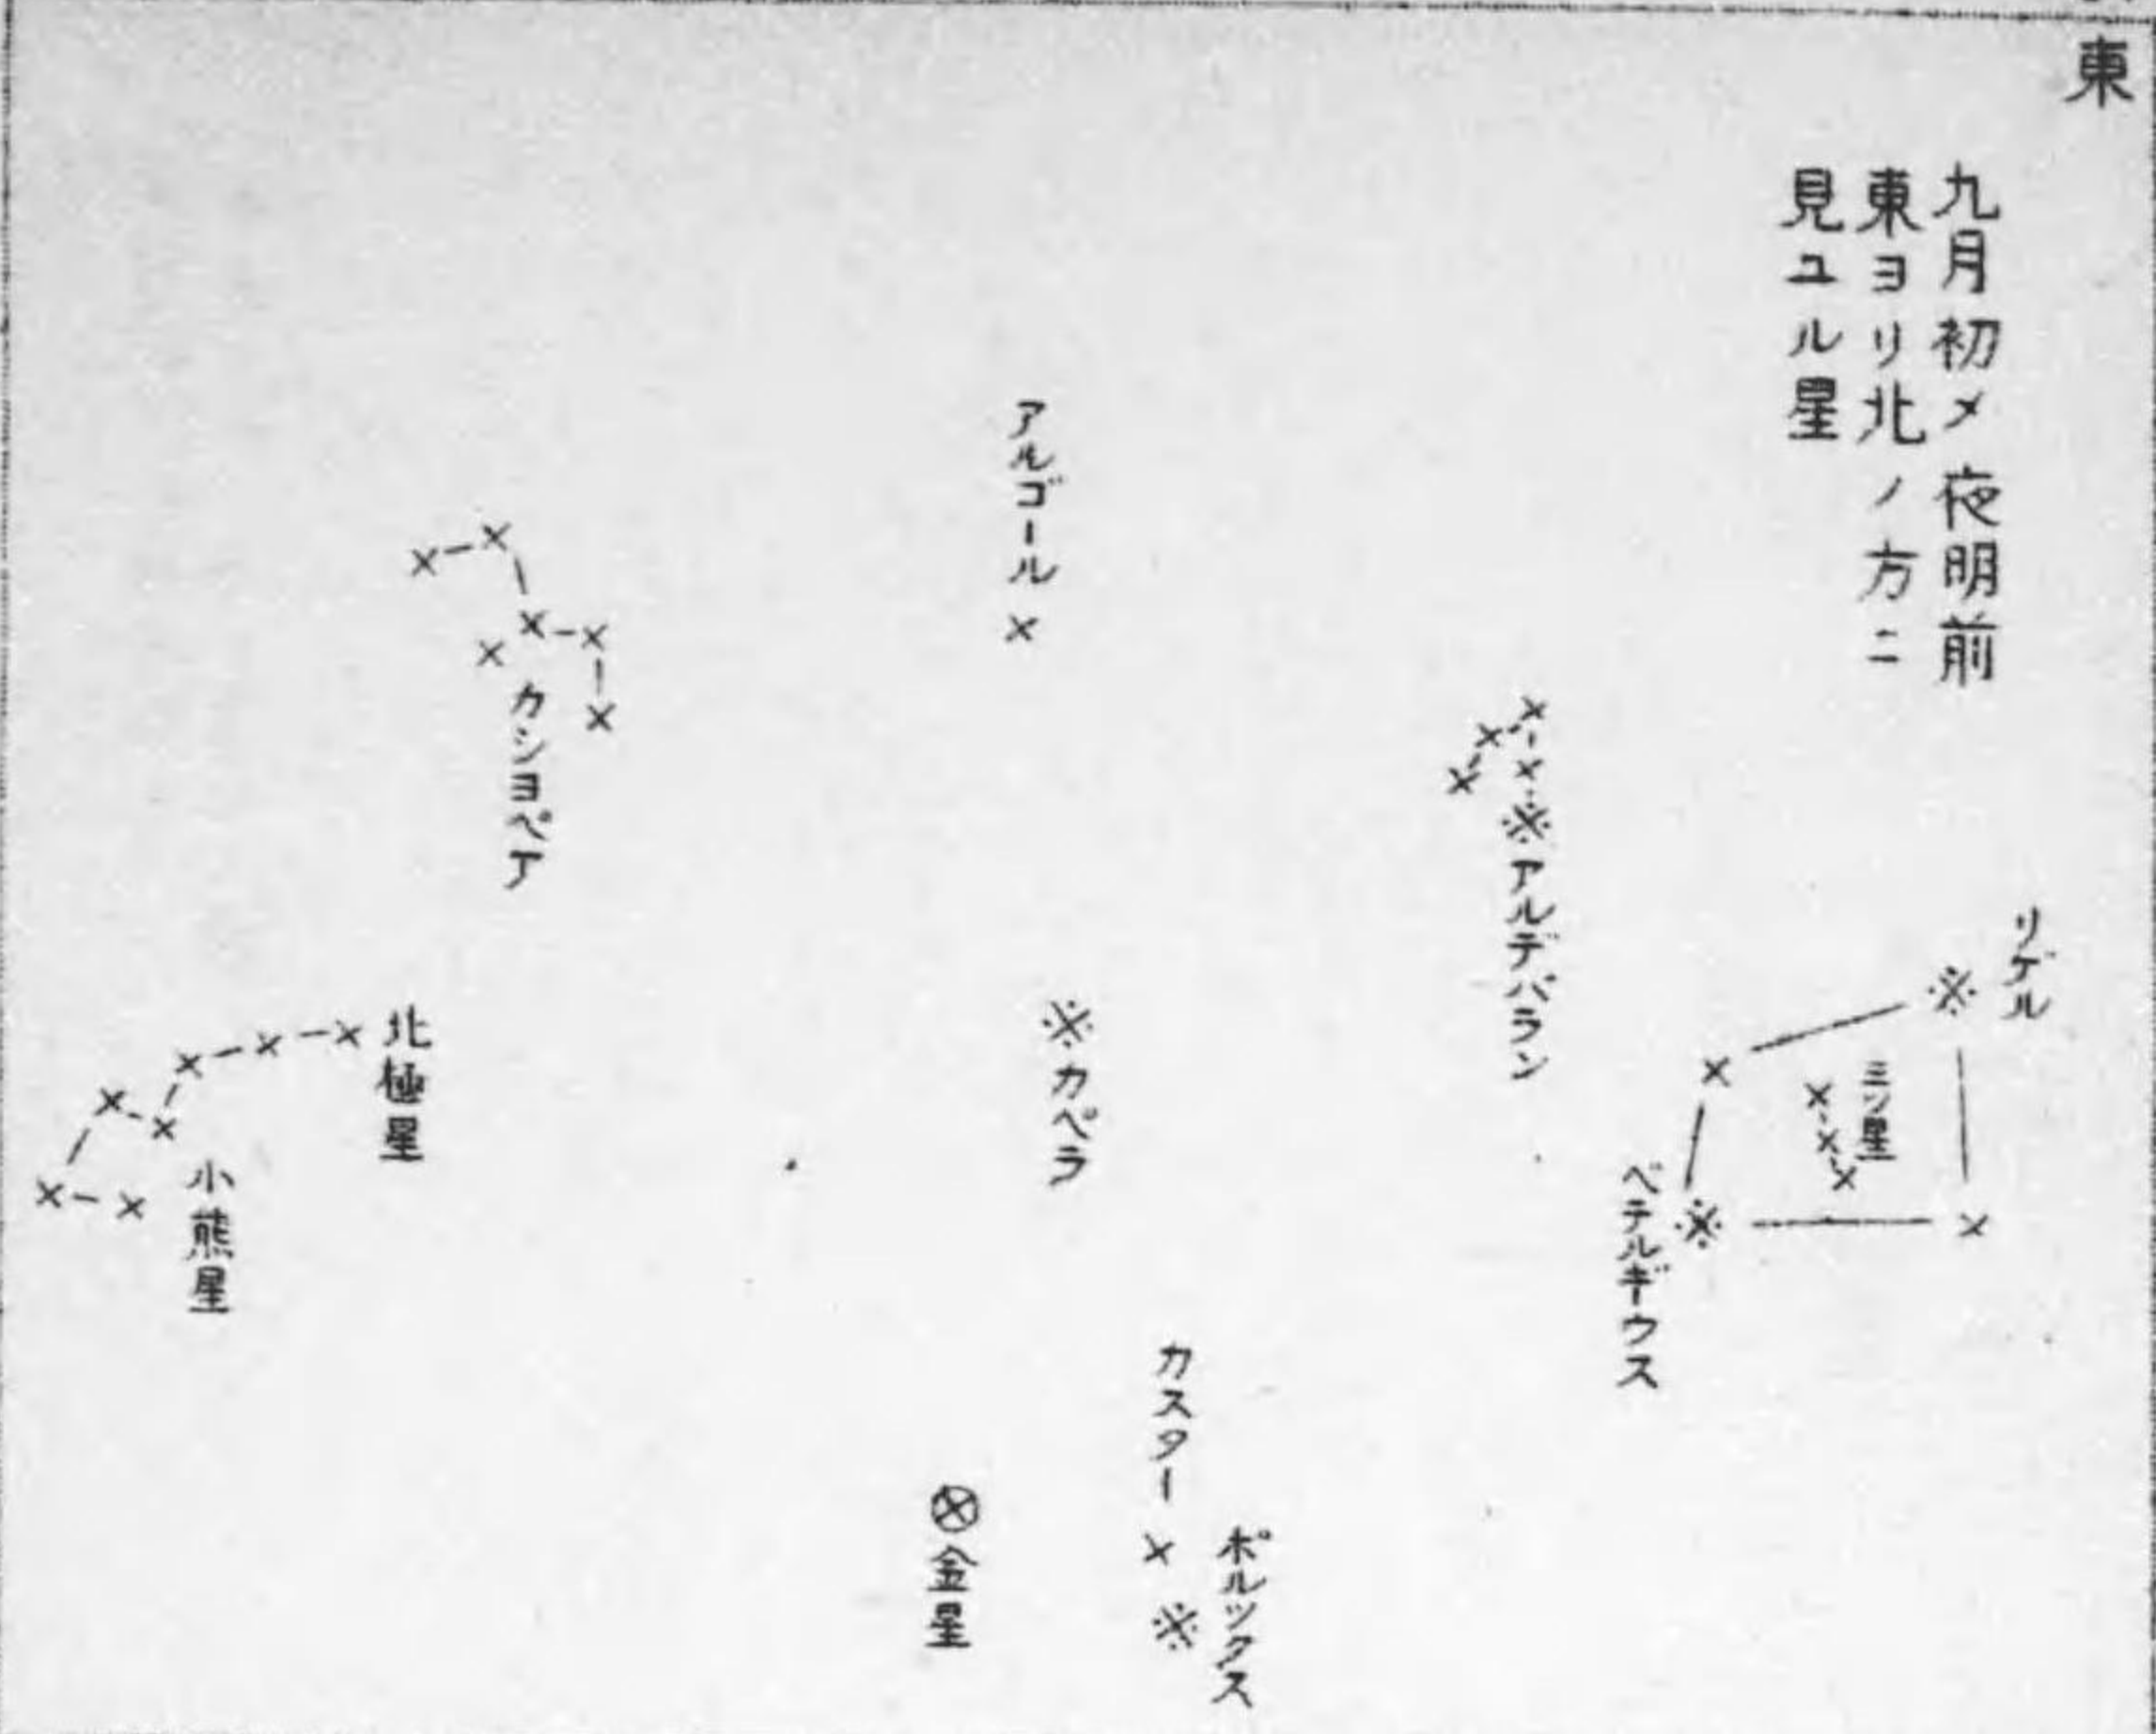 東
九月初メ夜明前
東ヨリ北ノ方ニ
見ユル星
リゲル
三ツ星
ベテルギウス
アルデバラン
アルゴール
カペラ
カスター
ポルックス
金星
カシヨペア
北極星
小熊星